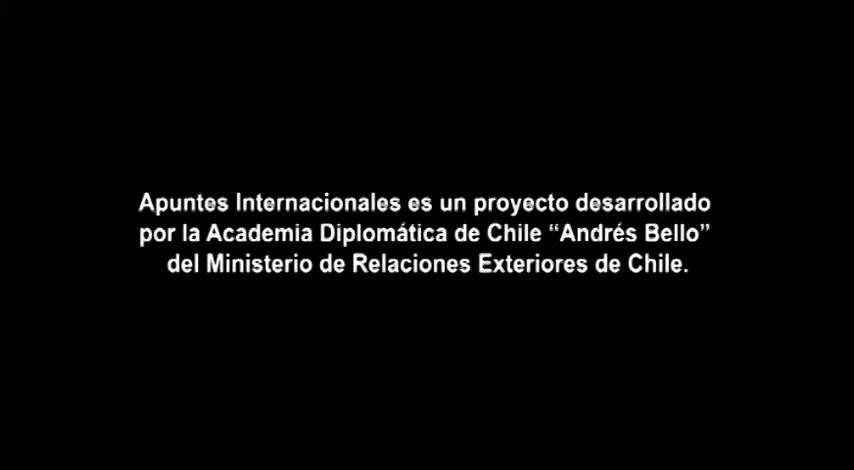 Apuntes Internacionales es un proyecto desarrollado
por la Academia Diplomática de Chile “Andrés Bello”
del Ministerio de Relaciones Exteriores de Chile.